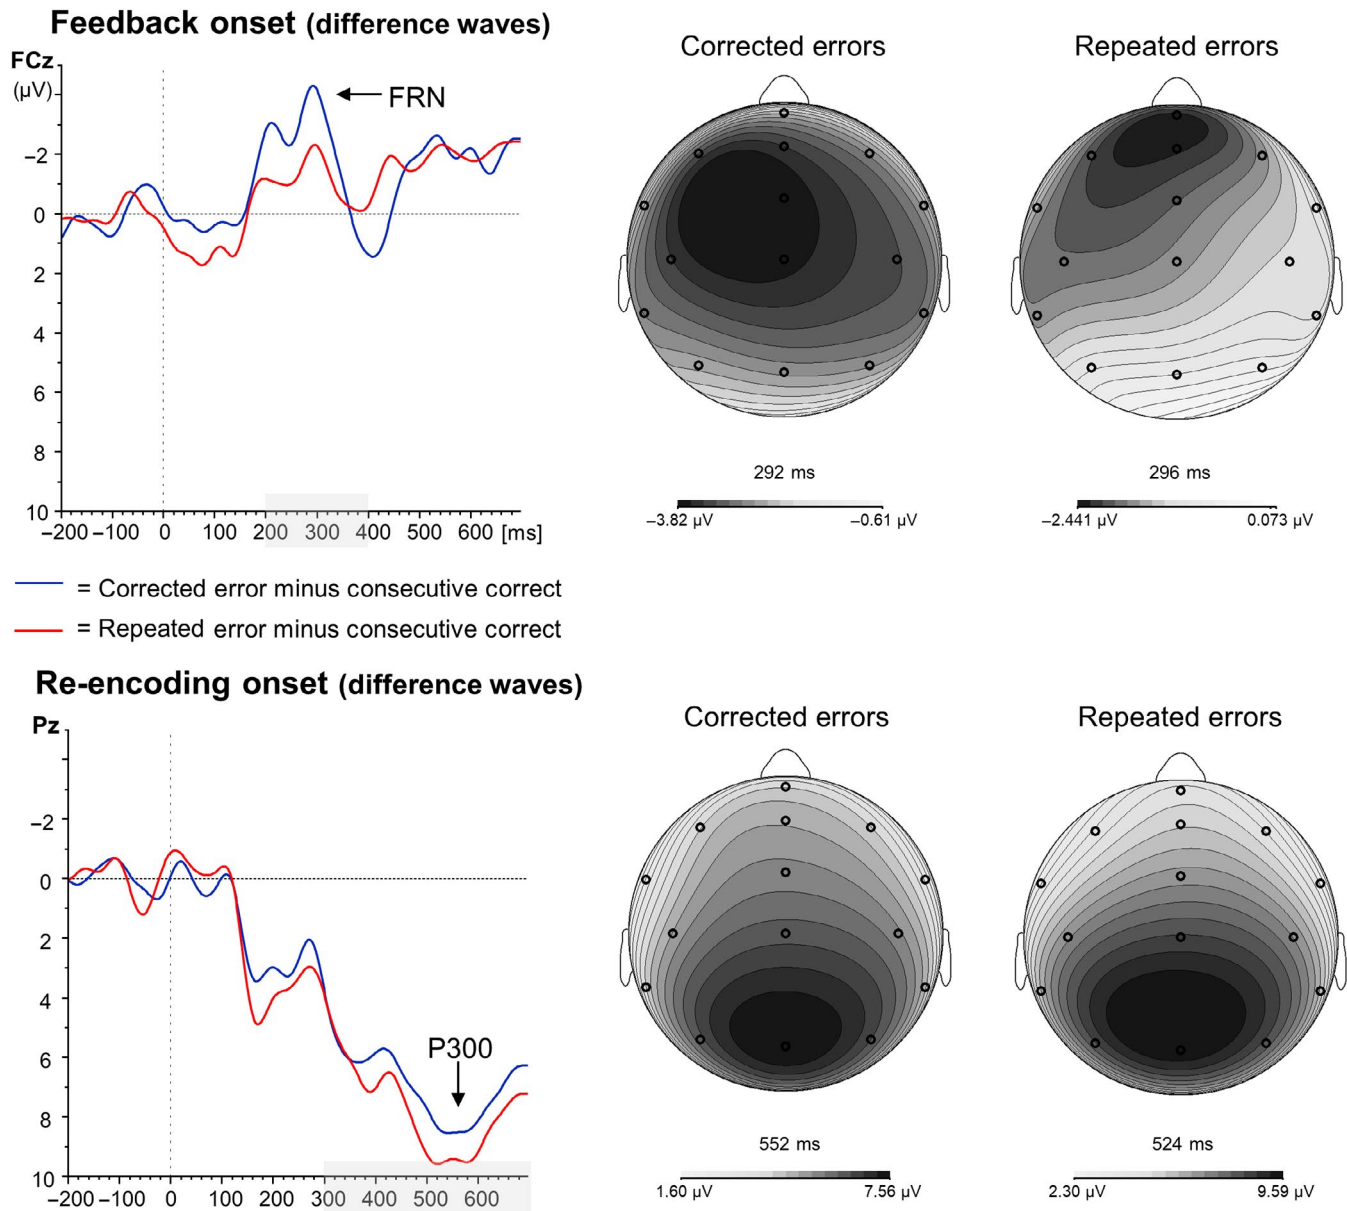 Feedback onset (difference waves)
FCz
(µV)
−2
0
2
4
6
8
10
−200 −100 0 100 200 300 400 500 600 [ms]
FRN
Corrected errors
292 ms
−3.82 µV −0.61 µV
Repeated errors
296 ms
−2.441 µV 0.073 µV
= Corrected error minus consecutive correct
= Repeated error minus consecutive correct
Re-encoding onset (difference waves)
Pz
−2
0
2
4
6
8
10
−200 −100 0 100 200 300 400 500 600
P300
Corrected errors
552 ms
1.60 µV 7.56 µV
Repeated errors
524 ms
2.30 µV 9.59 µV